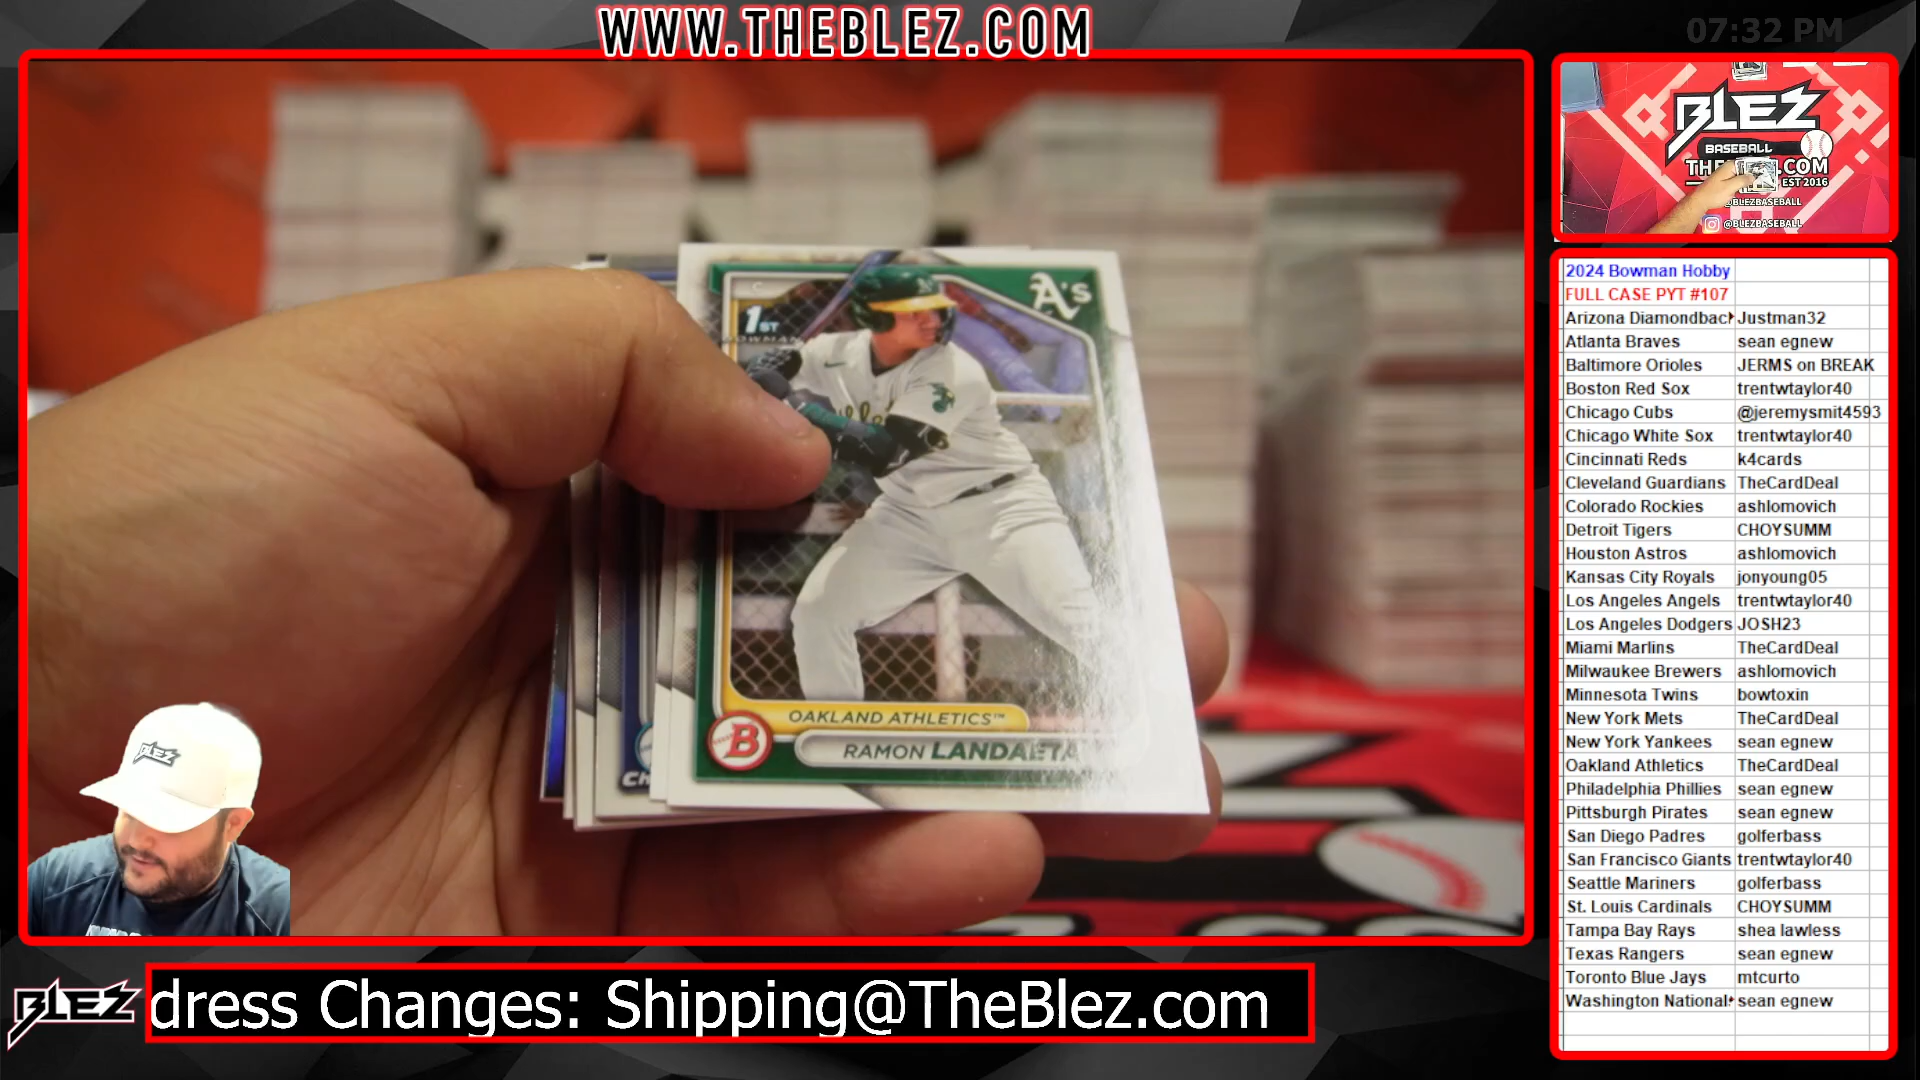 WWW.THEBLEZ.COM
07:32 PM
BLEZ
BASEBALL
.COM
EST 2016
@BLEZBASEBALL
@BLEZBASEBALL
A's
C
1ST
OAKLAND ATHLETICS™
B
RAMON LANDAETA
BLEZ
2024 Bowman Hobby
FULL CASE PYT #107
Arizona Diamondback Justman32
Atlanta Braves sean egnew
Baltimore Orioles JERMS on BREAK
Boston Red Sox trentwtaylor40
Chicago Cubs @jeremysmit4593
Chicago White Sox trentwtaylor40
Cincinnati Reds k4cards
Cleveland Guardians TheCardDeal
Colorado Rockies ashlomovich
Detroit Tigers CHOYSUMM
Houston Astros ashlomovich
Kansas City Royals jonyoung05
Los Angeles Angels trentwtaylor40
Los Angeles Dodgers JOSH23
Miami Marlins TheCardDeal
Milwaukee Brewers ashlomovich
Minnesota Twins bowtoxin
New York Mets TheCardDeal
New York Yankees sean egnew
Oakland Athletics TheCardDeal
Philadelphia Phillies sean egnew
Pittsburgh Pirates sean egnew
San Diego Padres golferbass
San Francisco Giants trentwtaylor40
Seattle Mariners golferbass
St. Louis Cardinals CHOYSUMM
Tampa Bay Rays shea lawless
Texas Rangers sean egnew
Toronto Blue Jays mtcurto
Washington National sean egnew
BLEZ
dress Changes: Shipping@TheBlez.com